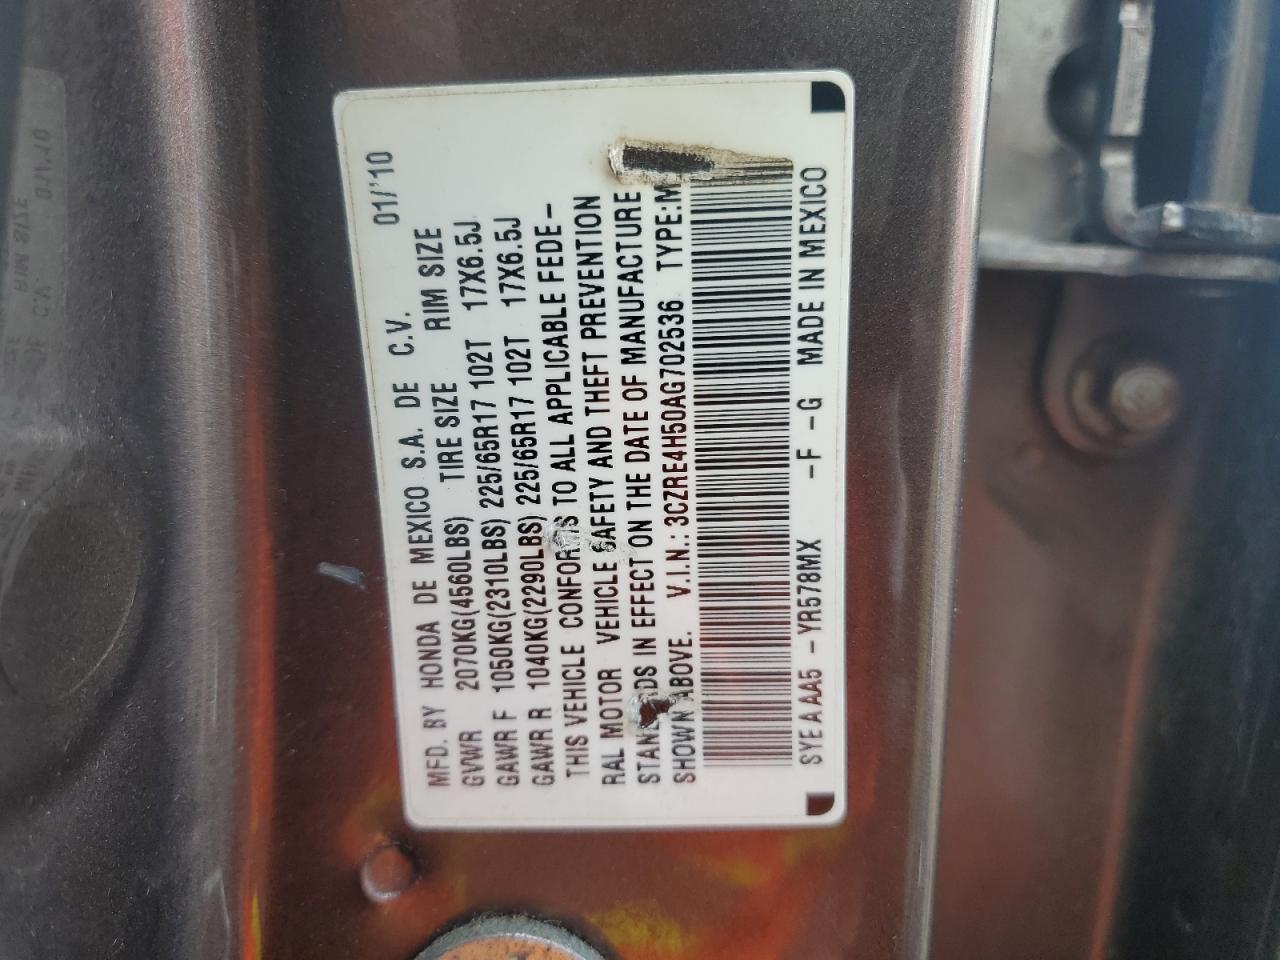 MFD. BY HONDA DE MEXICO S.A. DE C.V. 01/'10
GVWR 2070KG(4560LBS) TIRE SIZE RIM SIZE
GAWR F 1050KG(2310LBS) 225/65R17 102T 17X6.5J
GAWR R 1040KG(2290LBS) 225/65R17 102T 17X6.5J
THIS VEHICLE CONFORMS TO ALL APPLICABLE FEDE-
RAL MOTOR VEHICLE SAFETY AND THEFT PREVENTION
STANDARDS IN EFFECT ON THE DATE OF MANUFACTURE
SHOWN ABOVE. V.I.N.: 3CZRE4H50AG702536 TYPE:M
SYEAAA5 -YR578MX -F -G MADE IN MEXICO
RIM SIZE